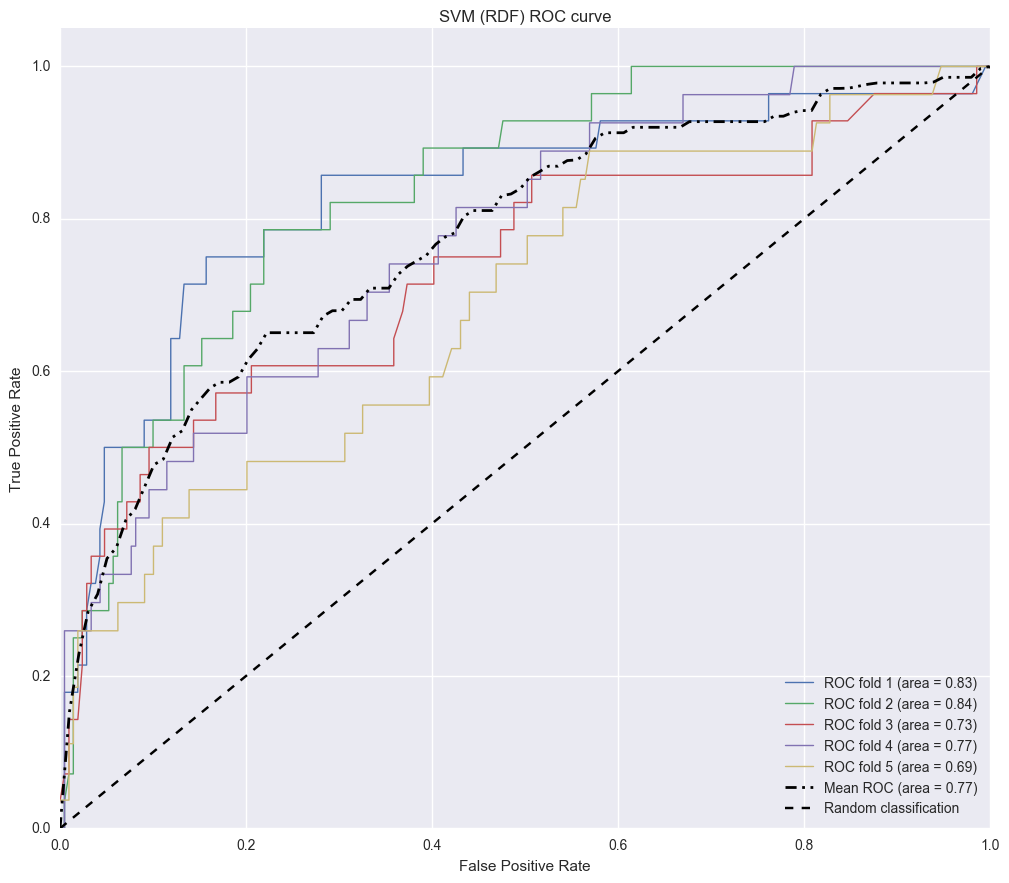 SVM (RDF) ROC curve
True Positive Rate
1.0
0.8
0.6
0.4
0.2
0.0
ROC fold 1 (area = 0.83)
ROC fold 2 (area = 0.84)
ROC fold 3 (area = 0.73)
ROC fold 4 (area = 0.77)
ROC fold 5 (area = 0.69)
Mean ROC (area = 0.77)
Random classification
0.0 0.2 0.4 0.6 0.8 1.0
False Positive Rate